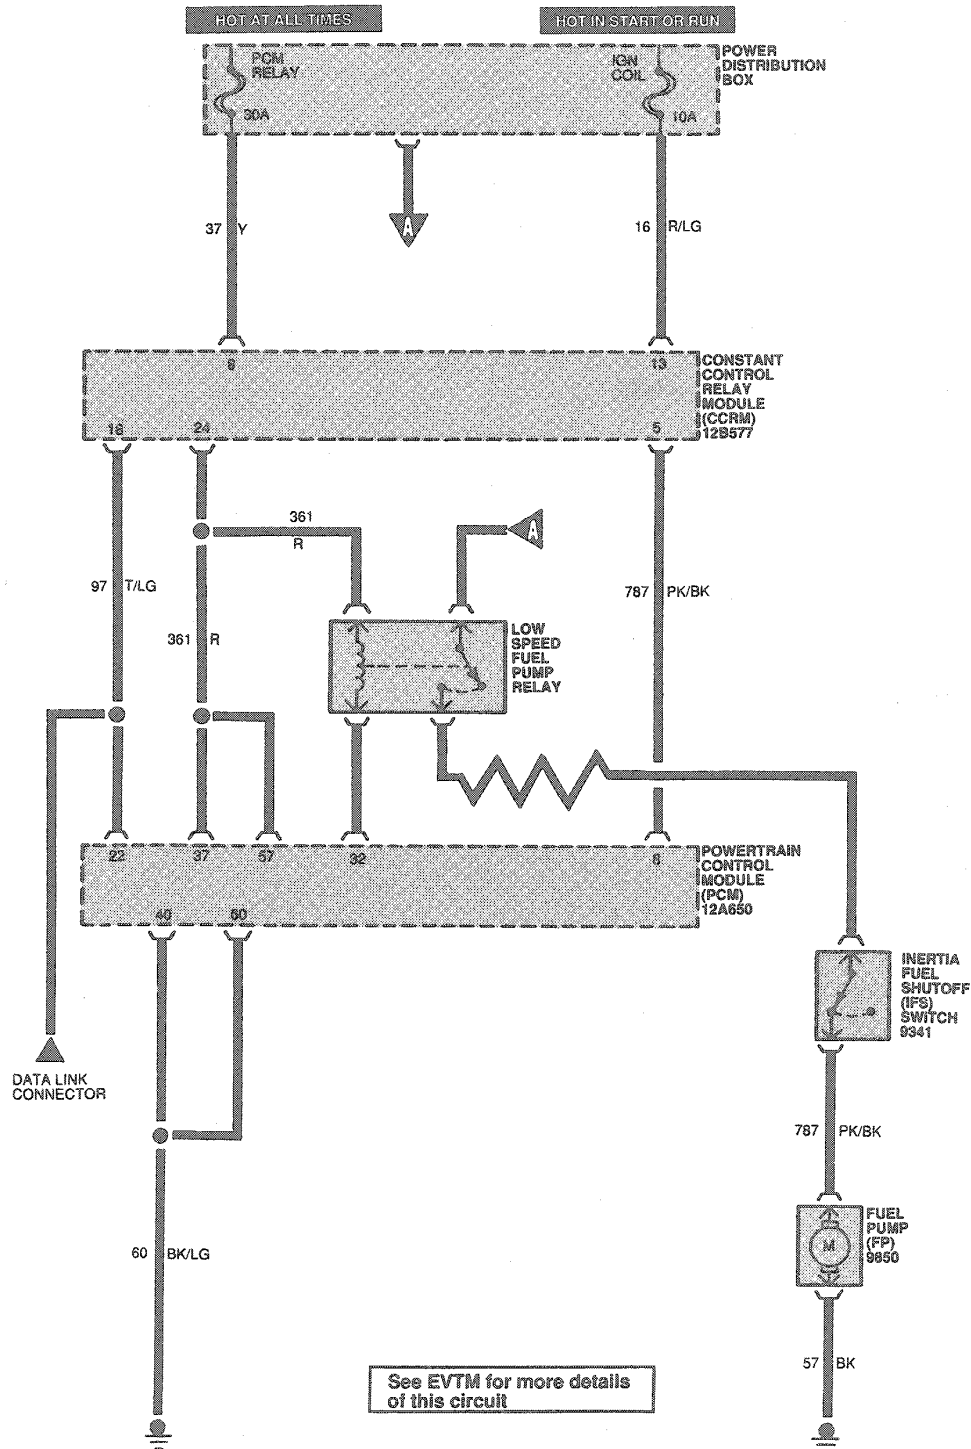 HOT AT ALL TIMES
HOT IN START OR RUN
PCM
RELAY
30A
IGN
COIL
10A
POWER
DISTRIBUTION
BOX
37 Y
A
16 R/LG
9
13
CONSTANT
CONTROL
RELAY
MODULE
(CCRM)
12B577
18
24
5
361
R
A
97 T/LG
361 R
787 PK/BK
LOW
SPEED
FUEL
PUMP
RELAY
22
37
57
32
8
POWERTRAIN
CONTROL
MODULE
(PCM)
12A650
40
60
INERTIA
FUEL
SHUTOFF
(IFS)
SWITCH
9341
DATA LINK
CONNECTOR
787 PK/BK
FUEL
PUMP
(FP)
9350
M
60 BK/LG
57 BK
See EVTM for more details
of this circuit